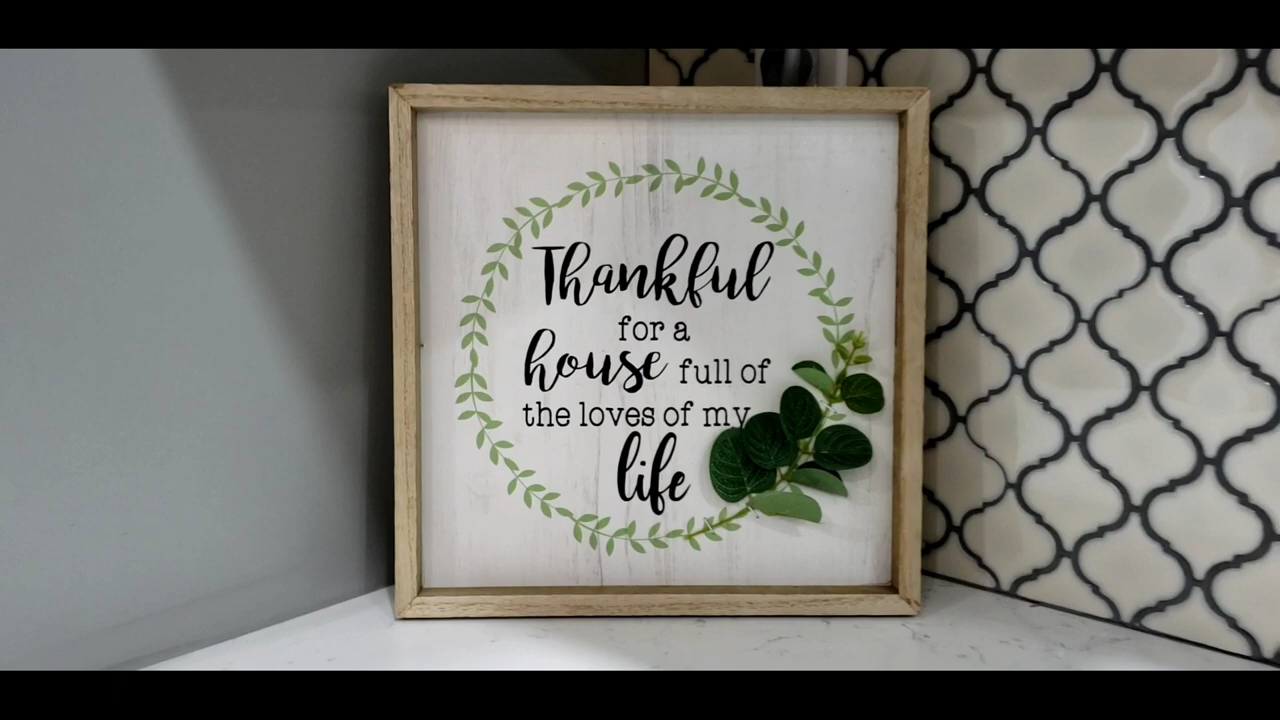 Thankful
for a
house full of
the loves of my
life